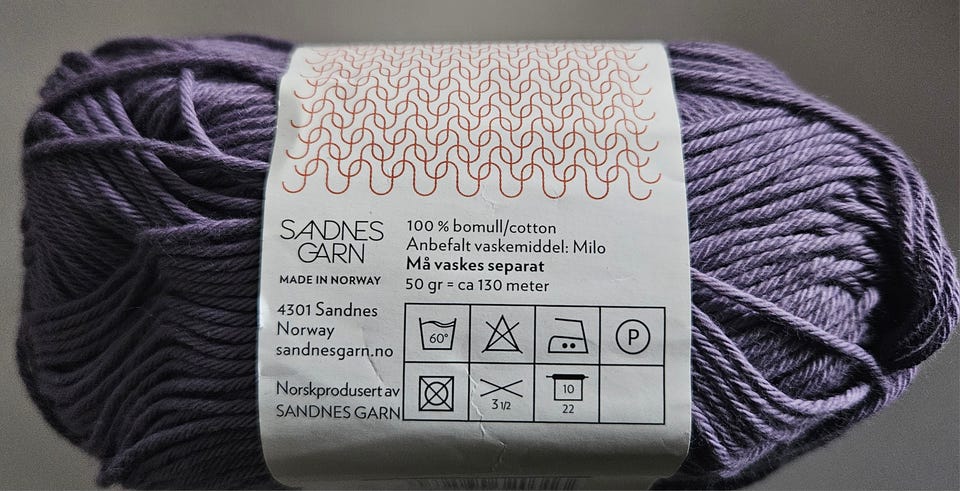 SANDNES
GARN
MADE IN NORWAY
4301 Sandnes
Norway
sandnesgarn.no
Norskprodusert av
SANDNES GARN
100 % bomull/cotton
Anbefalt vaskemiddel: Milo
Må vaskes separat
50 gr = ca 130 meter
60°
P
3 1/2
10
22